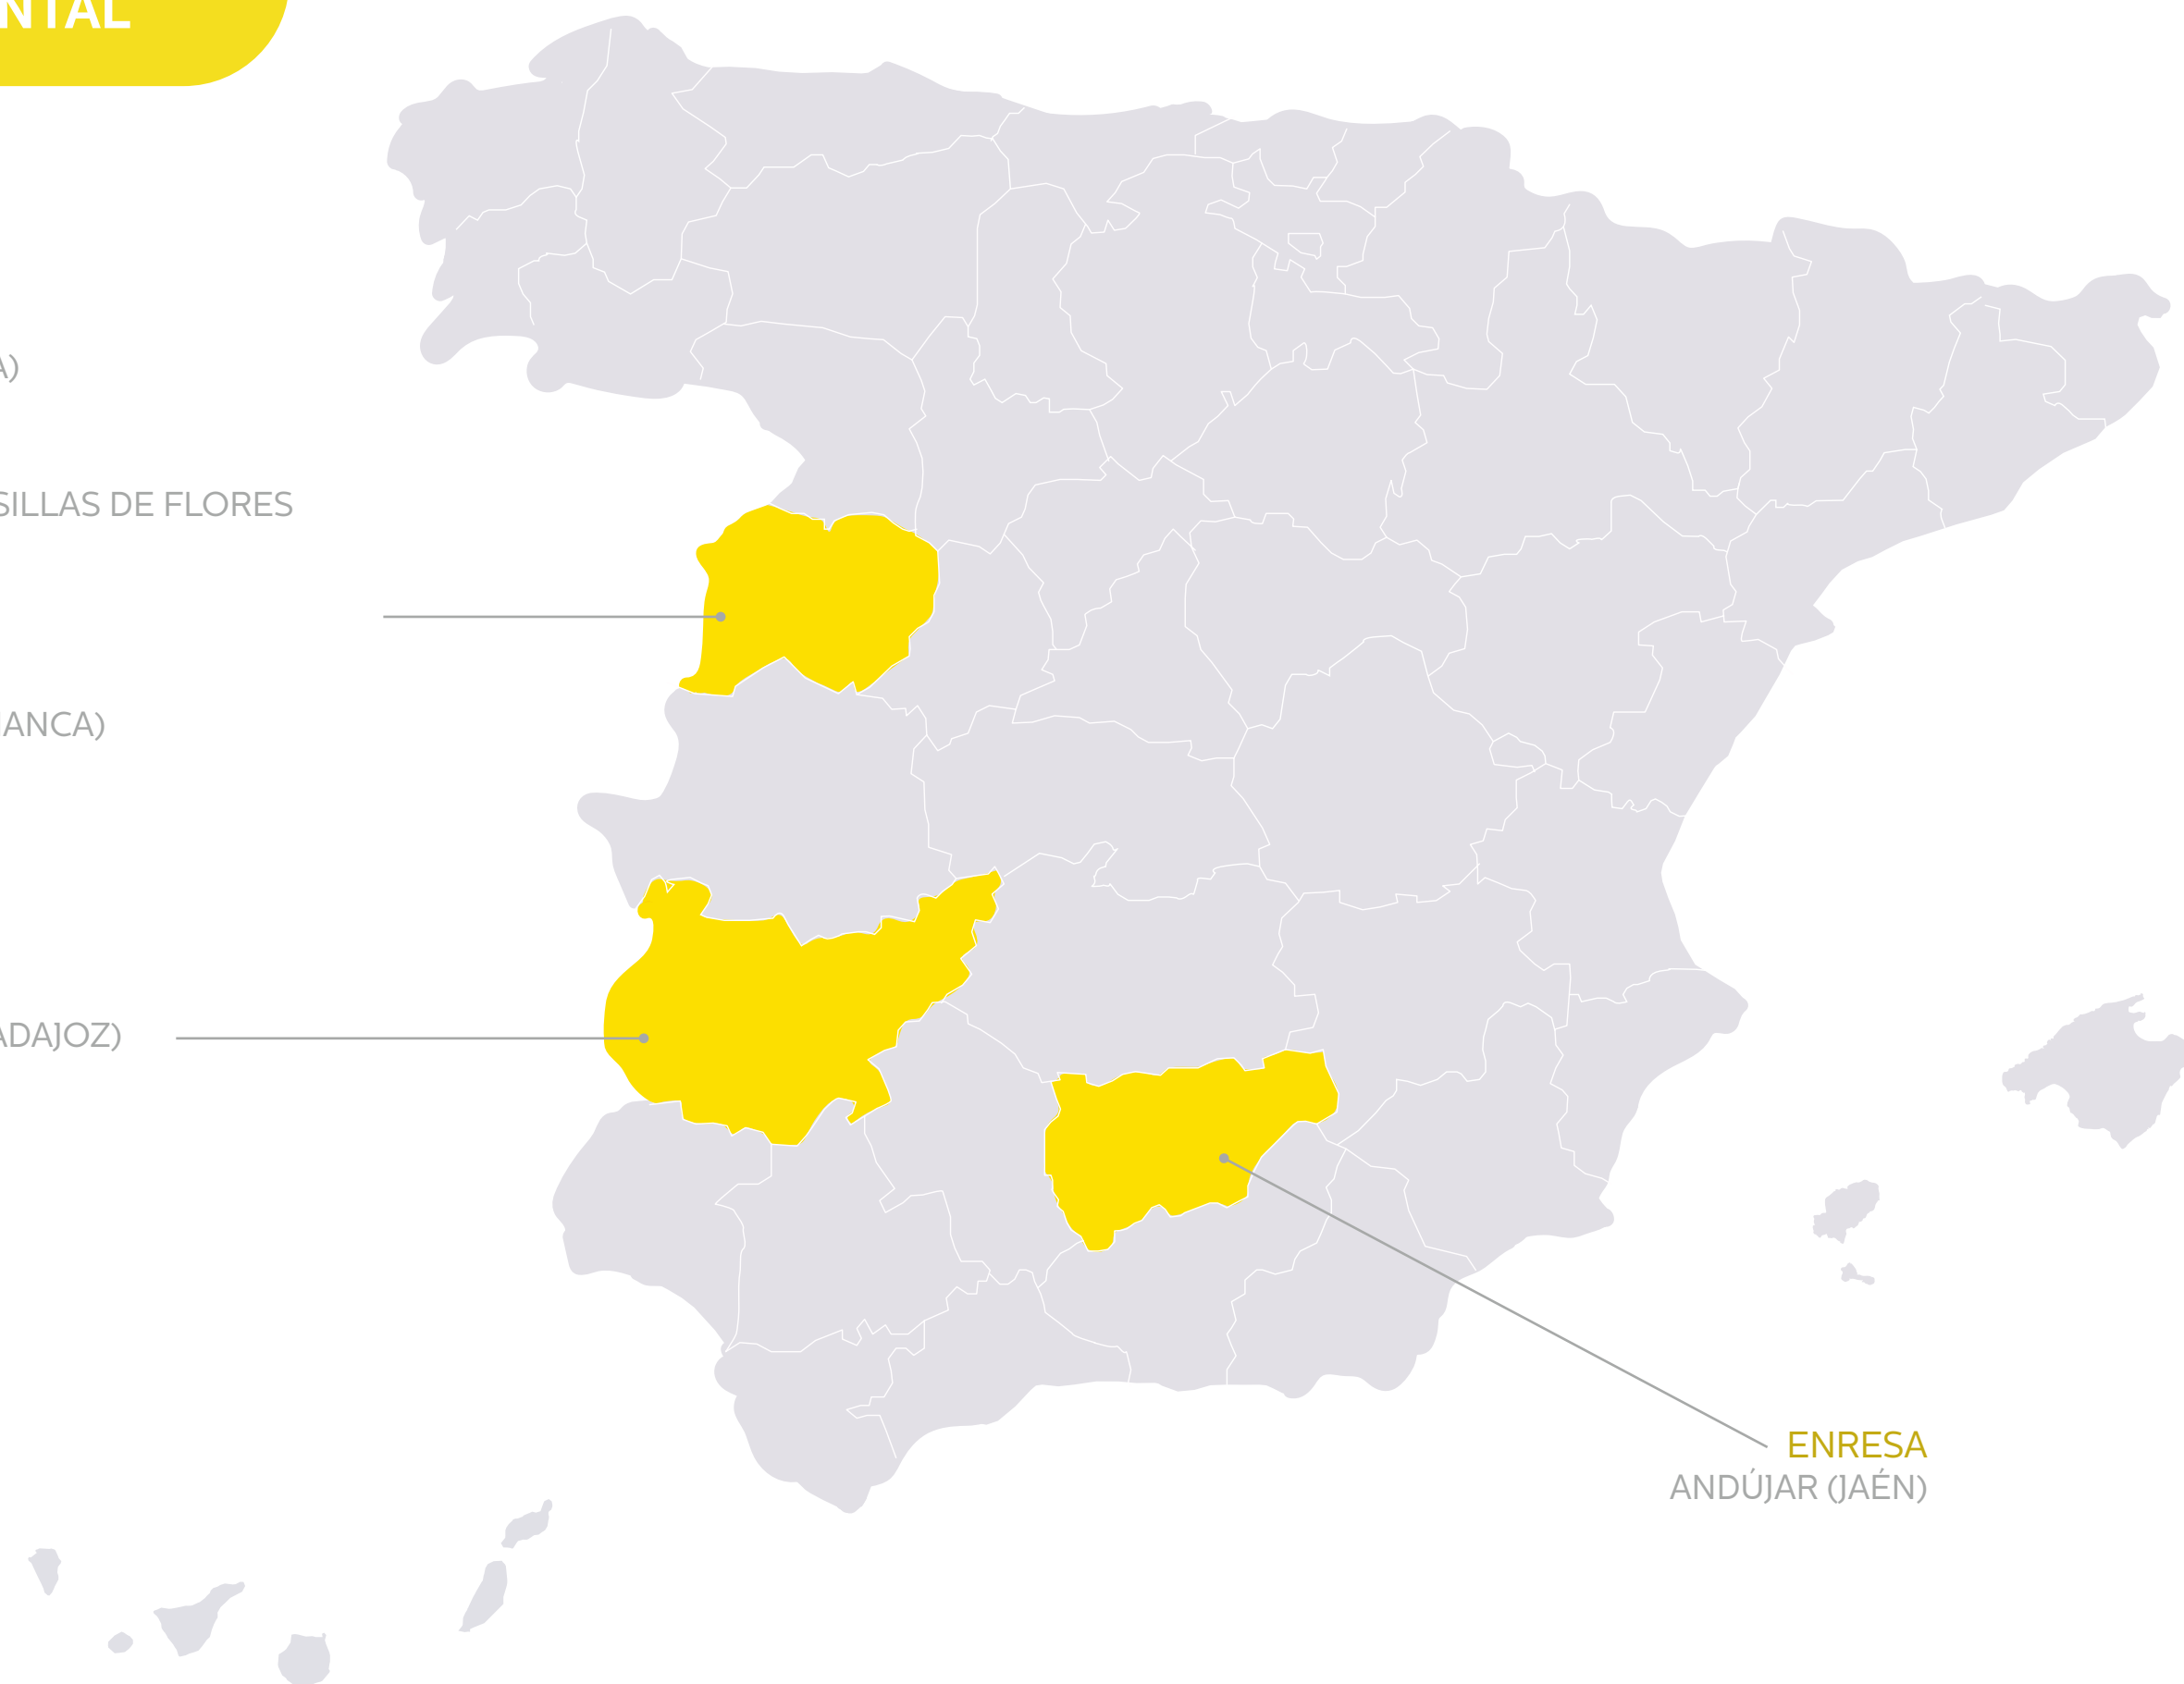 NTAL
A)
SILLAS DE FLORES
ANCA)
ADAJOZ)
ENRESA
ANDÚJAR (JAÉN)